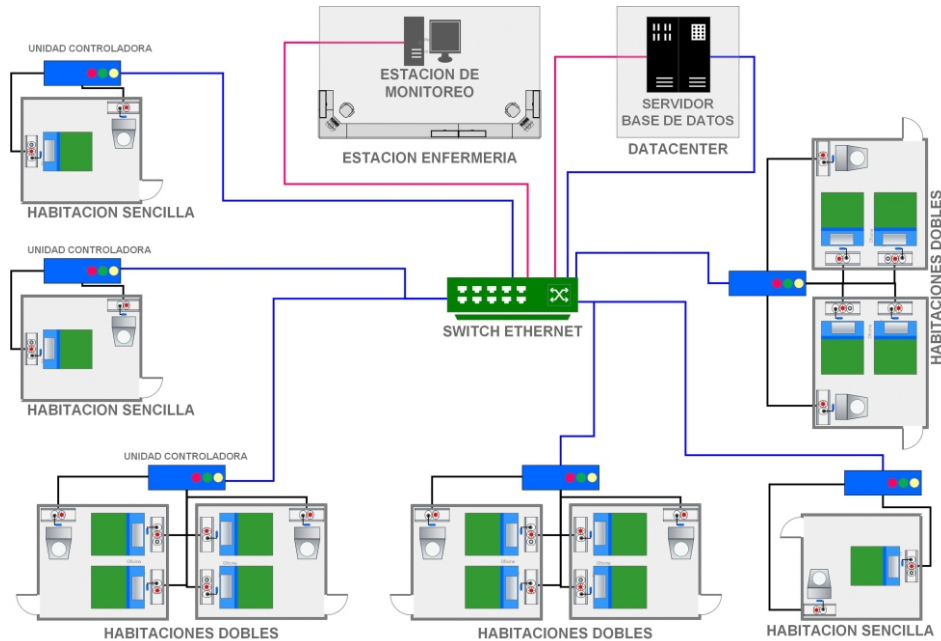 UNIDAD CONTROLADORA
HABITACION SENCILLA
ESTACION DE
MONITOREO
ESTACION ENFERMERIA
SERVIDOR
BASE DE DATOS
DATACENTER
HABITACIONES DOBLES
UNIDAD CONTROLADORA
HABITACION SENCILLA
SWITCH ETHERNET
UNIDAD CONTROLADORA
HABITACIONES DOBLES
HABITACIONES DOBLES
HABITACION SENCILLA